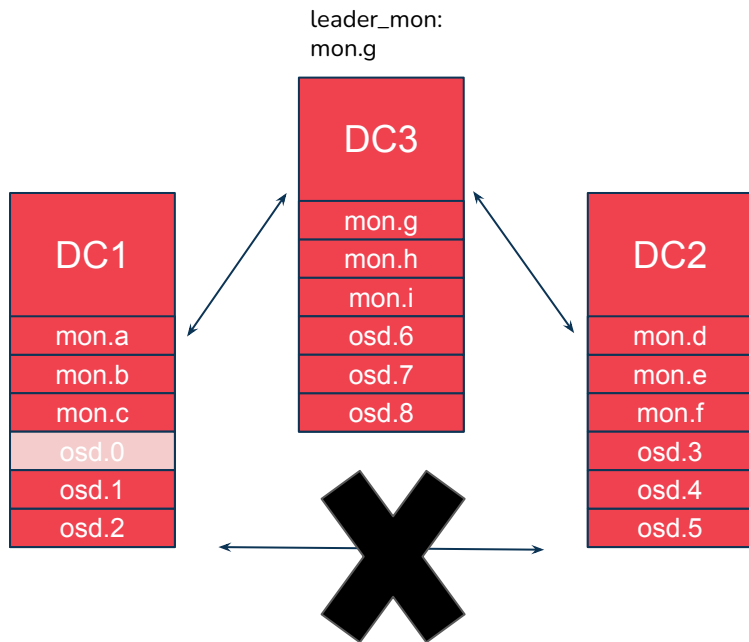 leader_mon:
mon.g
DC3
mon.g
mon.h
mon.i
osd.6
osd.7
osd.8
DC1
mon.a
mon.b
mon.c
osd.0
osd.1
osd.2
DC2
mon.d
mon.e
mon.f
osd.3
osd.4
osd.5